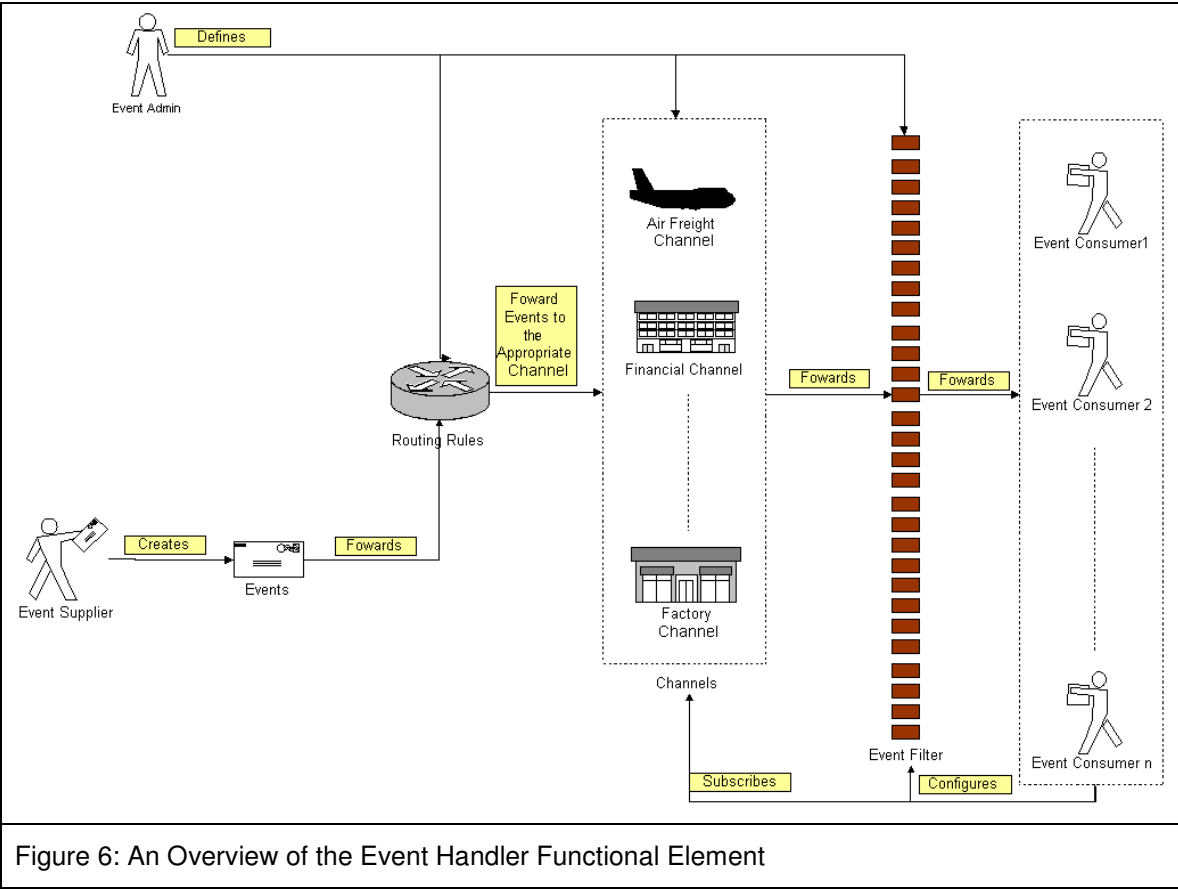 Defines
Event Admin
Air Freight
Channel
Event Consumer1
Foward
Events to
the
Appropriate
Channel
Financial Channel
Fowards
Fowards
Event Consumer 2
Routing Rules
Creates
Fowards
Events
Event Supplier
Factory
Channel
Channels
Event Filter
Event Consumer n
Subscribes
Configures
Figure 6: An Overview of the Event Handler Functional Element